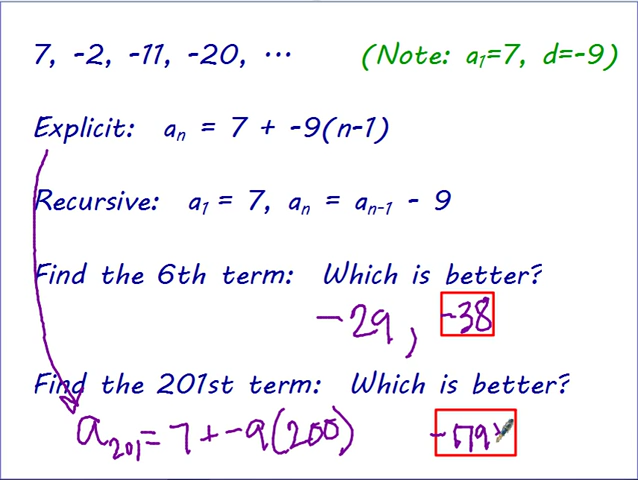 7, -2, -11, -20, ... (Note: a₁=7, d=-9)
Explicit: aₙ = 7 + -9(n-1)
Recursive: a₁ = 7, aₙ = aₙ₋₁ - 9
Find the 6th term: Which is better?
-29, -38
Find the 201st term: Which is better?
a₂₀₁ = 7 + -9(200)